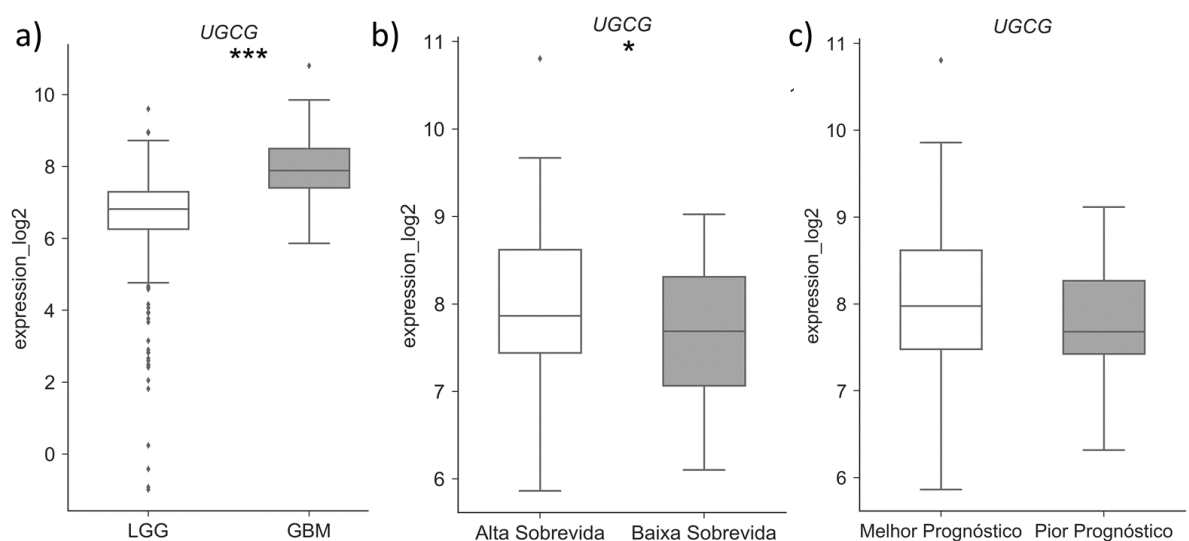 a)
UGCG
***
expression_log2
10
8
6
4
2
0
LGG
GBM
b)
UGCG
*
expression_log2
11
10
9
8
7
6
Alta Sobrevida
Baixa Sobrevida
c)
UGCG
expression_log2
11
10
9
8
7
6
Melhor Prognóstico
Pior Prognóstico